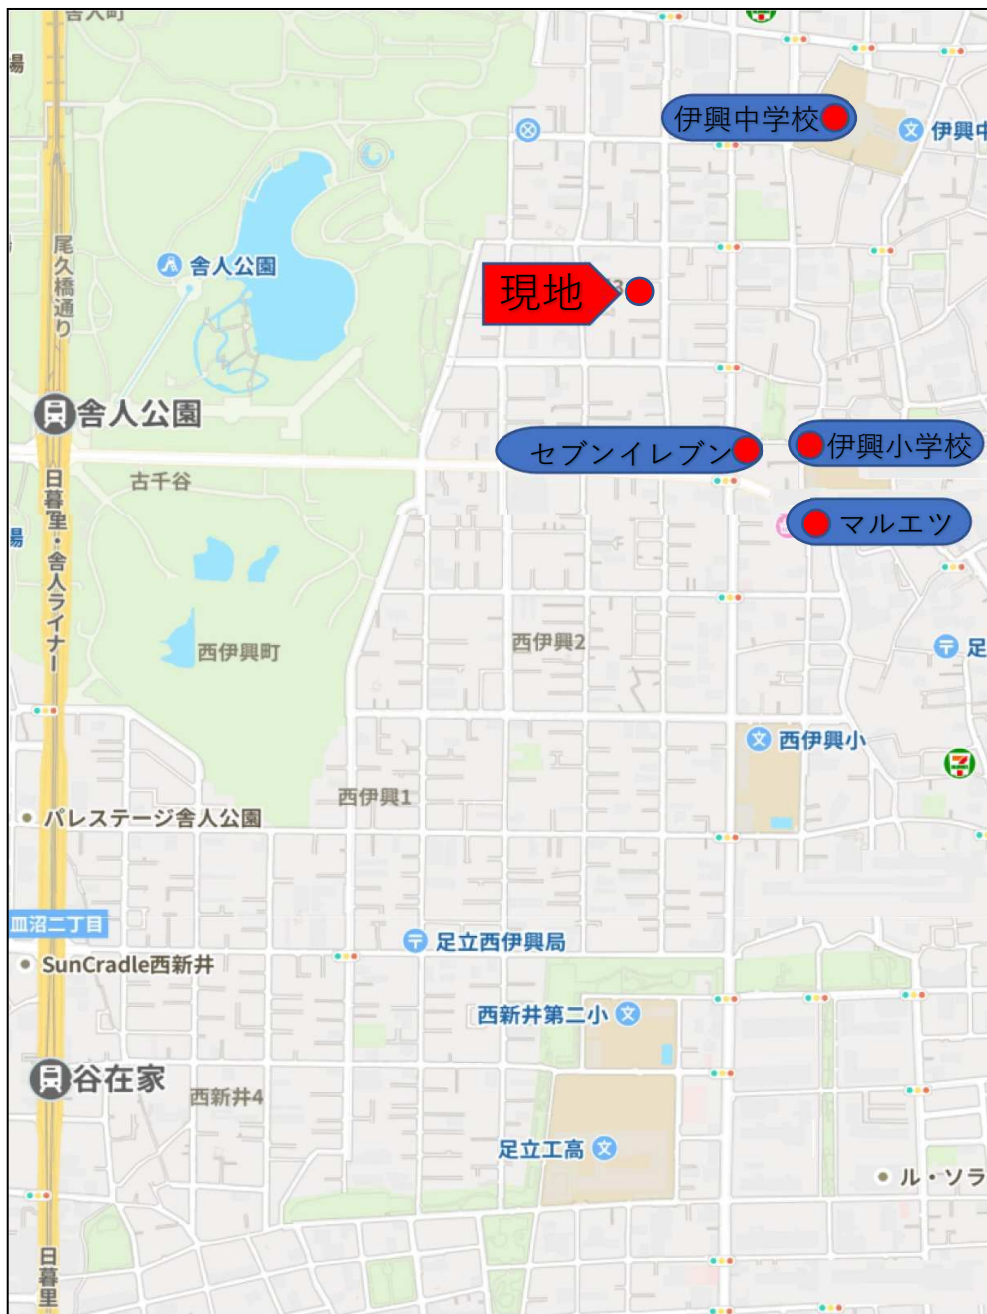 舎人町
場
伊興中学校
伊興中
尾久橋通り
舎人公園
現地
3
舎人公園
セブンイレブン
伊興小学校
古千谷
日暮里・舎人ライナー
マルエツ
場
西伊興町
西伊興2
足
西伊興小
西伊興1
パレステージ舎人公園
皿沼二丁目
足立西伊興局
SunCradle西新井
西新井第二小
谷在家
西新井4
足立工高
ル・ソラ
日暮里